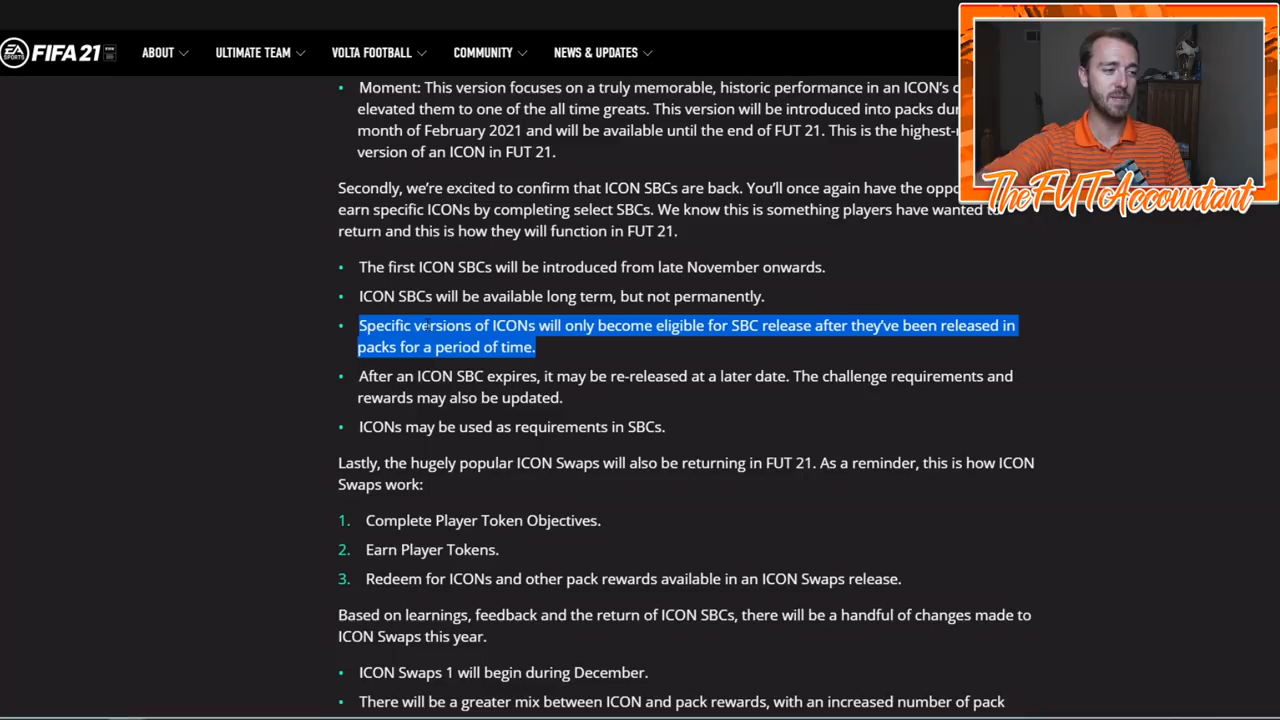 EA SPORTS FIFA 21
ABOUT
ULTIMATE TEAM
VOLTA FOOTBALL
COMMUNITY
NEWS & UPDATES
• Moment: This version focuses on a truly memorable, historic performance in an ICON's
elevated them to one of the all time greats. This version will be introduced into packs
month of February 2021 and will be available until the end of FUT 21. This is the
version of an ICON in FUT 21.
Secondly, we're excited to confirm that ICON SBCs are back. You'll once again have the
earn specific ICONs by completing select SBCs. We know this is something players have wanted to
return and this is how they will function in FUT 21.
• The first ICON SBCs will be introduced from late November onwards.
• ICON SBCs will be available long term, but not permanently.
• Specific versions of ICONs will only become eligible for SBC release after they've been released in
packs for a period of time.
• After an ICON SBC expires, it may be re-released at a later date. The challenge requirements and
rewards may also be updated.
• ICONs may be used as requirements in SBCs.
Lastly, the hugely popular ICON Swaps will also be returning in FUT 21. As a reminder, this is how ICON
Swaps work:
1. Complete Player Token Objectives.
2. Earn Player Tokens.
3. Redeem for ICONs and other pack rewards available in an ICON Swaps release.
Based on learnings, feedback and the return of ICON SBCs, there will be a handful of changes made to
ICON Swaps this year.
• ICON Swaps 1 will begin during December.
• There will be a greater mix between ICON and pack rewards, with an increased number of pack
TheFUTAccountant